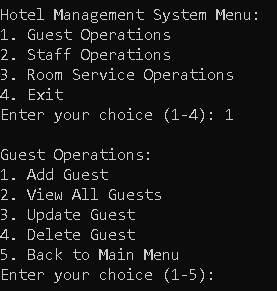 Hotel Management System Menu:
1. Guest Operations
2. Staff Operations
3. Room Service Operations
4. Exit
Enter your choice (1-4): 1
Guest Operations:
1. Add Guest
2. View All Guests
3. Update Guest
4. Delete Guest
5. Back to Main Menu
Enter your choice (1-5):